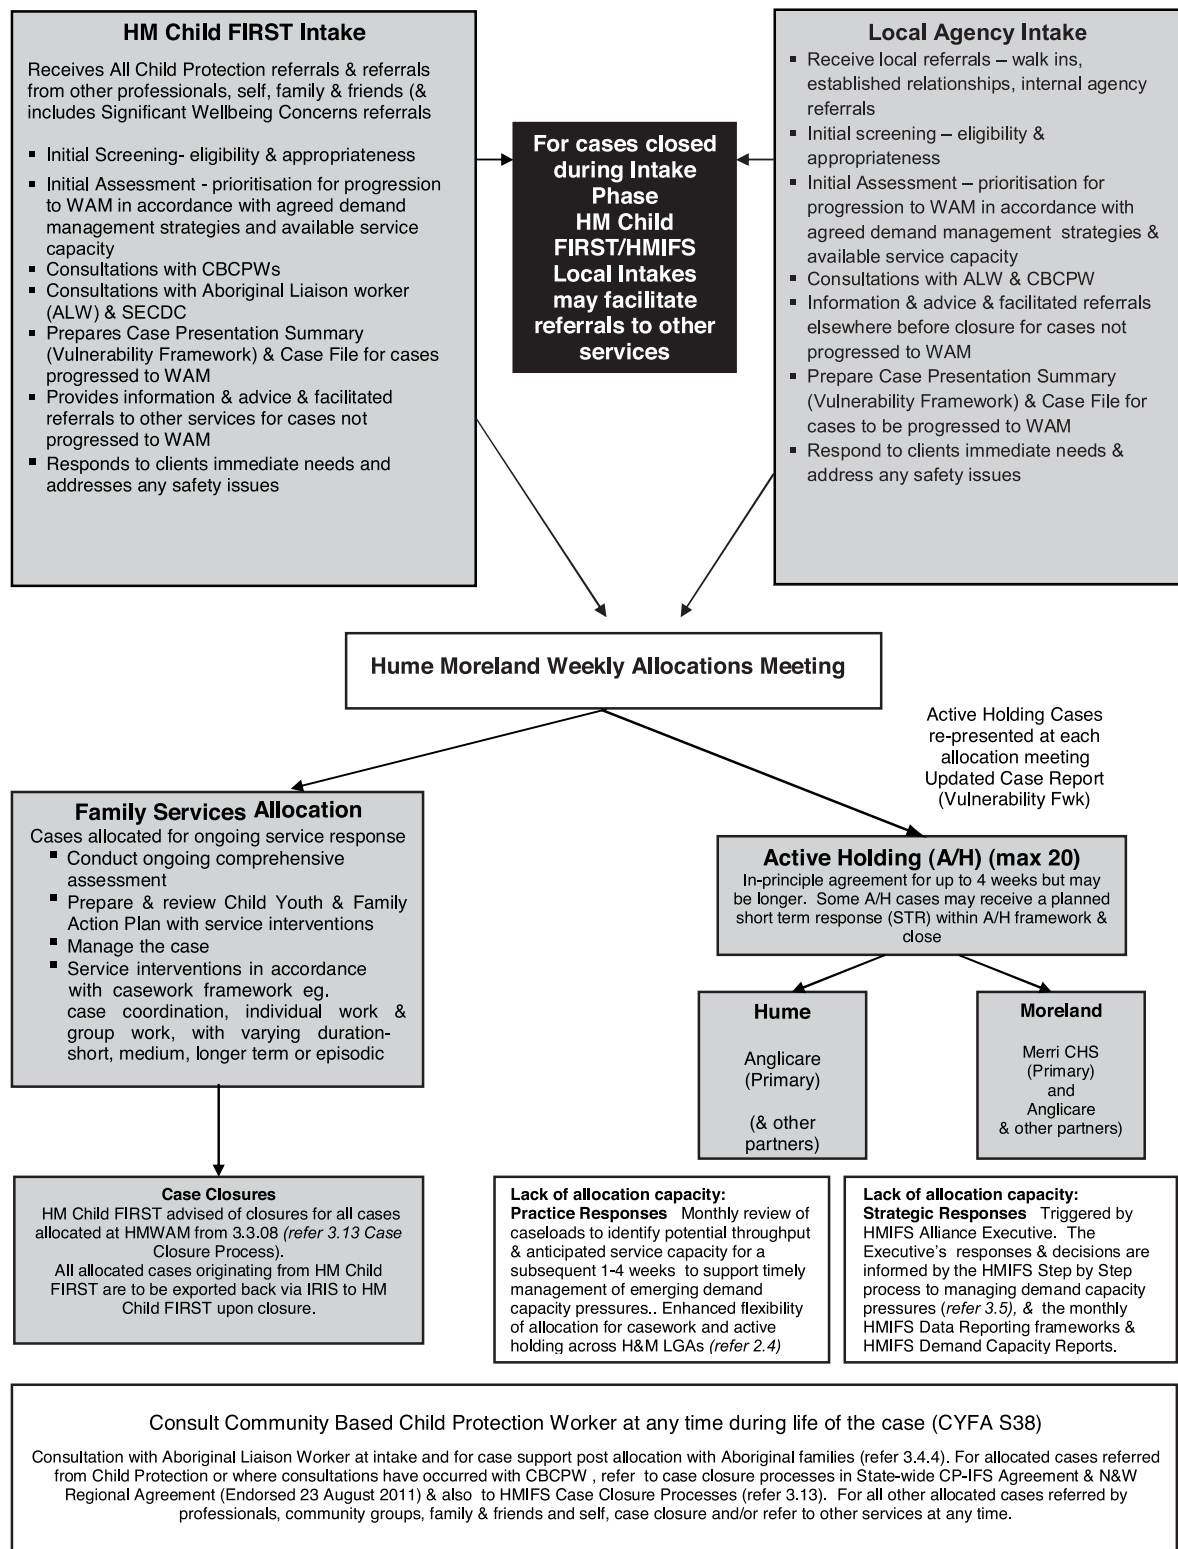 HM Child FIRST Intake
Receives All Child Protection referrals & referrals
from other professionals, self, family & friends (&
includes Significant Wellbeing Concerns referrals
▪ Initial Screening- eligibility & appropriateness
▪ Initial Assessment - prioritisation for progression
to WAM in accordance with agreed demand
management strategies and available service
capacity
▪ Consultations with CBCPWs
▪ Consultations with Aboriginal Liaison worker
(ALW) & SECDC
▪ Prepares Case Presentation Summary
(Vulnerability Framework) & Case File for cases
progressed to WAM
▪ Provides information & advice & facilitated
referrals to other services for cases not
progressed to WAM
▪ Responds to clients immediate needs and
addresses any safety issues
For cases closed
during Intake
Phase
HM Child
FIRST/HMIFS
Local Intakes
may facilitate
referrals to other
services
Local Agency Intake
▪ Receive local referrals – walk ins,
established relationships, internal agency
referrals
▪ Initial screening – eligibility &
appropriateness
▪ Initial Assessment – prioritisation for
progression to WAM in accordance with
agreed demand management strategies &
available service capacity
▪ Consultations with ALW & CBCPW
▪ Information & advice & facilitated referrals
elsewhere before closure for cases not
progressed to WAM
▪ Prepare Case Presentation Summary
(Vulnerability Framework) & Case File for
cases to be progressed to WAM
▪ Respond to clients immediate needs &
address any safety issues
Hume Moreland Weekly Allocations Meeting
Active Holding Cases
re-presented at each
allocation meeting
Updated Case Report
(Vulnerability Fwk)
Family Services Allocation
Cases allocated for ongoing service response
▪ Conduct ongoing comprehensive
assessment
▪ Prepare & review Child Youth & Family
Action Plan with service interventions
▪ Manage the case
▪ Service interventions in accordance
with casework framework eg.
case coordination, individual work &
group work, with varying duration-
short, medium, longer term or episodic
Active Holding (A/H) (max 20)
In-principle agreement for up to 4 weeks but may
be longer. Some A/H cases may receive a planned
short term response (STR) within A/H framework &
close
Hume
Anglicare
(Primary)
(& other
partners)
Moreland
Merri CHS
(Primary)
and
Anglicare
& other partners)
Case Closures
HM Child FIRST advised of closures for all cases
allocated at HMWAM from 3.3.08 (refer 3.13 Case
Closure Process).
All allocated cases originating from HM Child
FIRST are to be exported back via IRIS to HM
Child FIRST upon closure.
Lack of allocation capacity:
Practice Responses Monthly review of
caseloads to identify potential throughput
& anticipated service capacity for a
subsequent 1-4 weeks to support timely
management of emerging demand
capacity pressures.. Enhanced flexibility
of allocation for casework and active
holding across H&M LGAs (refer 2.4)
Lack of allocation capacity:
Strategic Responses Triggered by
HMIFS Alliance Executive. The
Executive's responses & decisions are
informed by the HMIFS Step by Step
process to managing demand capacity
pressures (refer 3.5), & the monthly
HMIFS Data Reporting frameworks &
HMIFS Demand Capacity Reports.
Consult Community Based Child Protection Worker at any time during life of the case (CYFA S38)
Consultation with Aboriginal Liaison Worker at intake and for case support post allocation with Aboriginal families (refer 3.4.4). For allocated cases referred
from Child Protection or where consultations have occurred with CBCPW , refer to case closure processes in State-wide CP-IFS Agreement & N&W
Regional Agreement (Endorsed 23 August 2011) & also to HMIFS Case Closure Processes (refer 3.13). For all other allocated cases referred by
professionals, community groups, family & friends and self, case closure and/or refer to other services at any time.